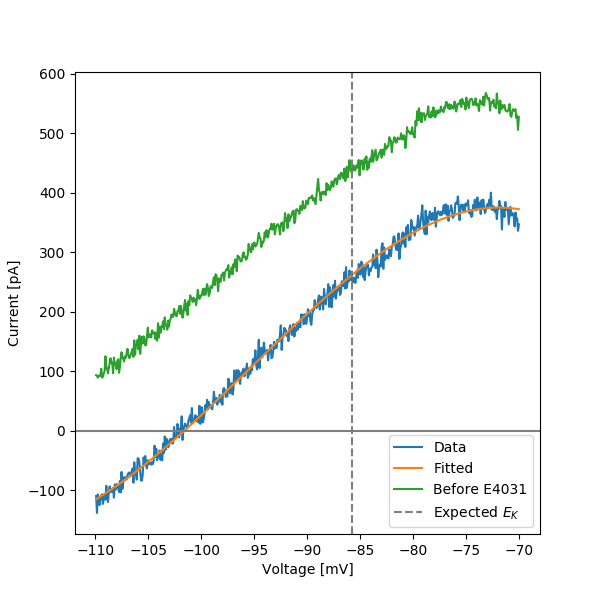 600
500
400
300
200
100
0
−100
Current [pA]
−110
−105
−100
−95
−90
−85
−80
−75
−70
Voltage [mV]
Data
Fitted
Before E4031
Expected E_K